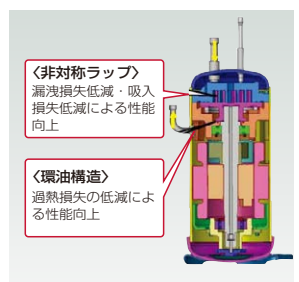 〈非対称ラップ〉
漏洩損失低減・吸入
損失低減による性能
向上
〈環油構造〉
過熱損失の低減によ
る性能向上